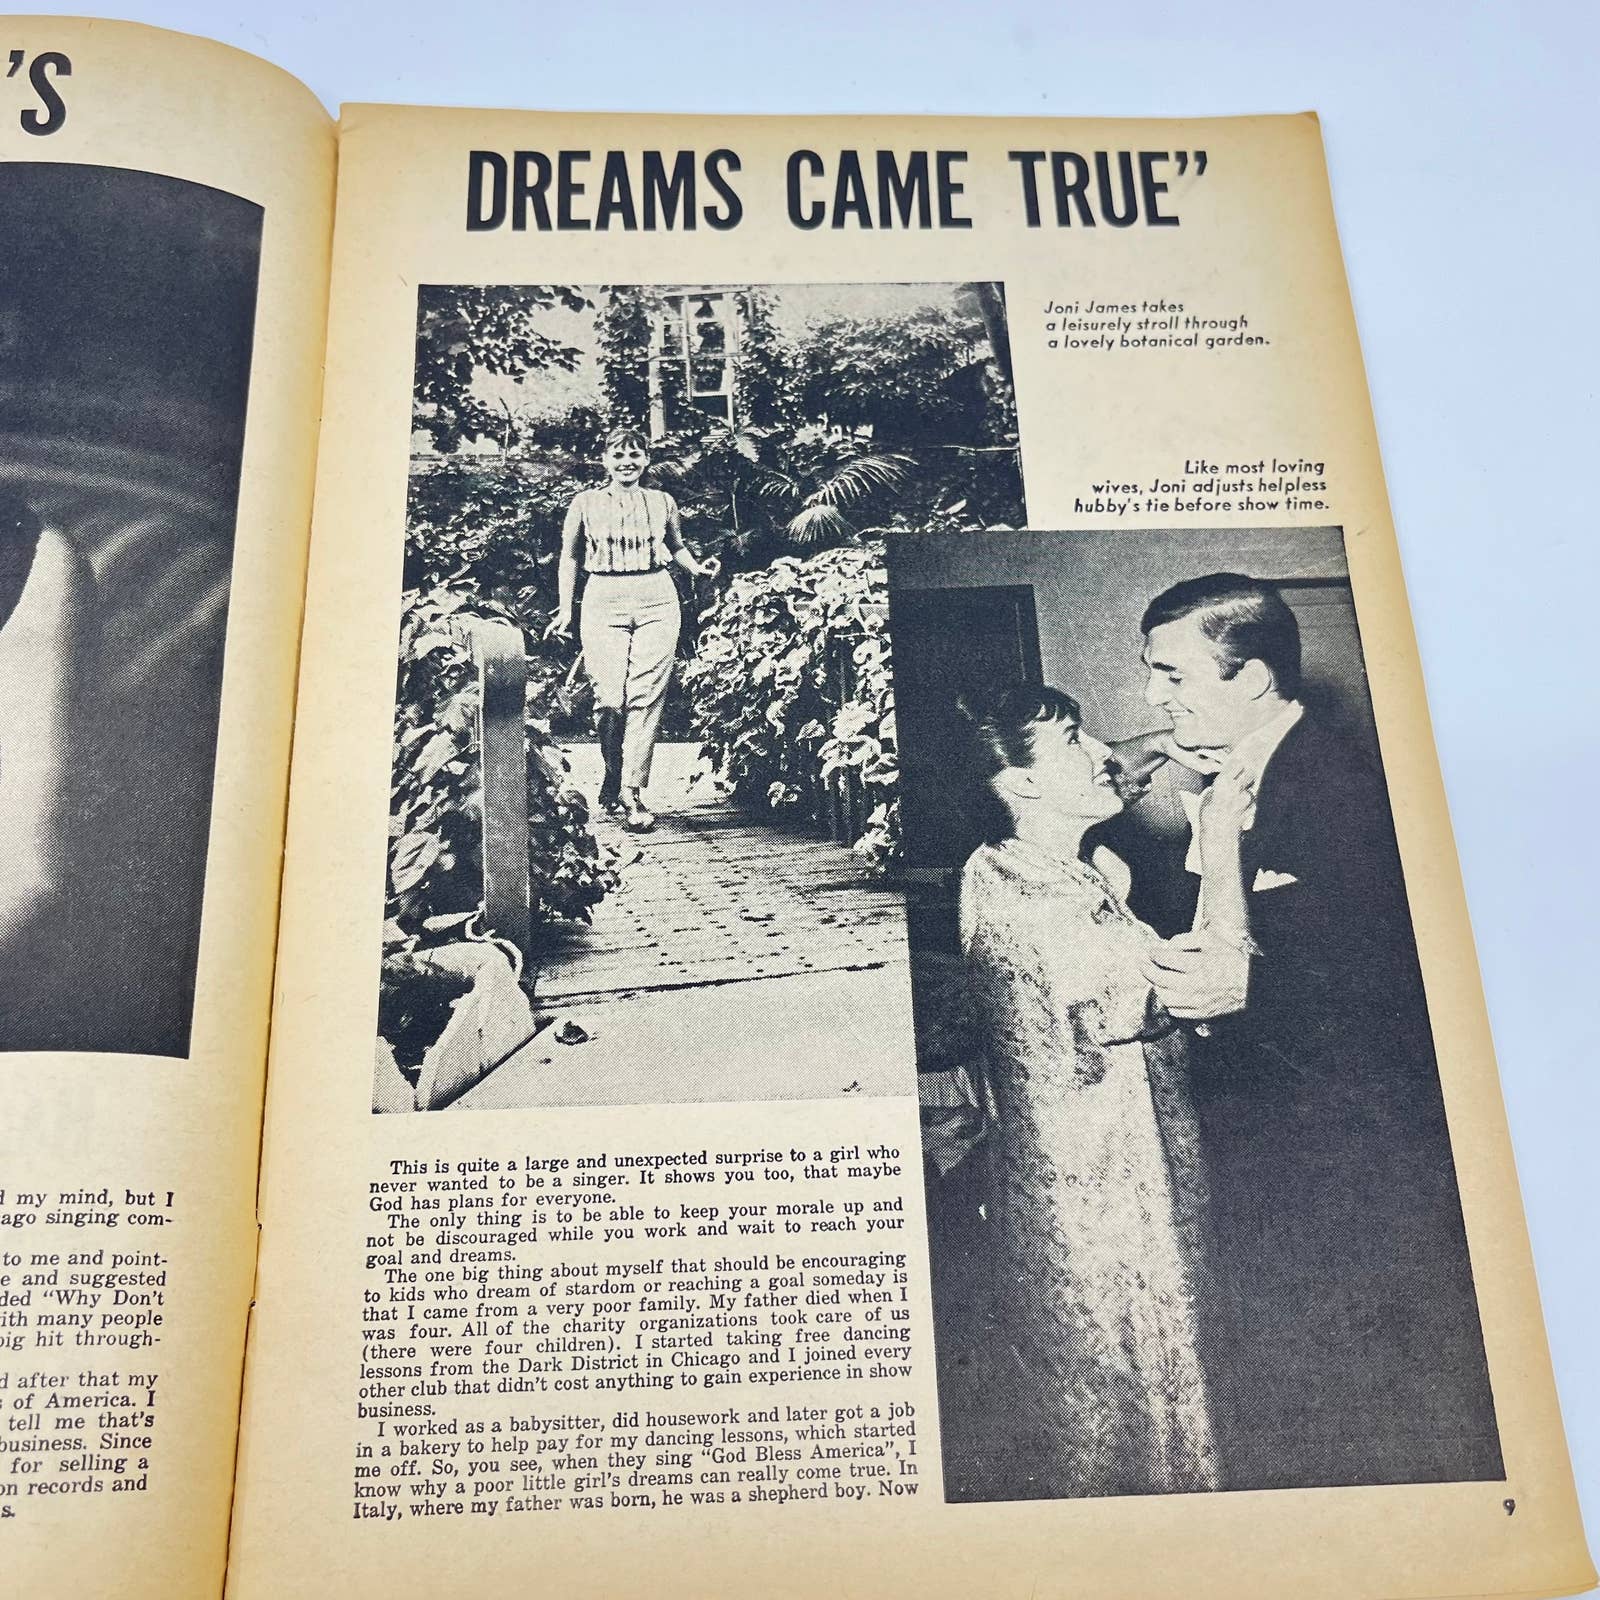 'S
d my mind, but I
ago singing com-
to me and point-
e and suggested
ded "Why Don't
ith many people
big hit through-
d after that my
s of America. I
tell me that's
business. Since
for selling a
on records and
s.
DREAMS CAME TRUE"
Joni James takes
a leisurely stroll through
a lovely botanical garden.
Like most loving
wives, Joni adjusts helpless
hubby's tie before show time.
This is quite a large and unexpected surprise to a girl who
never wanted to be a singer. It shows you too, that maybe
God has plans for everyone.
The only thing is to be able to keep your morale up and
not be discouraged while you work and wait to reach your
goal and dreams.
The one big thing about myself that should be encouraging
to kids who dream of stardom or reaching a goal someday is
that I came from a very poor family. My father died when I
was four. All of the charity organizations took care of us
(there were four children). I started taking free dancing
lessons from the Dark District in Chicago and I joined every
other club that didn't cost anything to gain experience in show
business.
I worked as a babysitter, did housework and later got a job
in a bakery to help pay for my dancing lessons, which started
me off. So, you see, when they sing "God Bless America", I
know why a poor little girl's dreams can really come true. In
Italy, where my father was born, he was a shepherd boy. Now
9